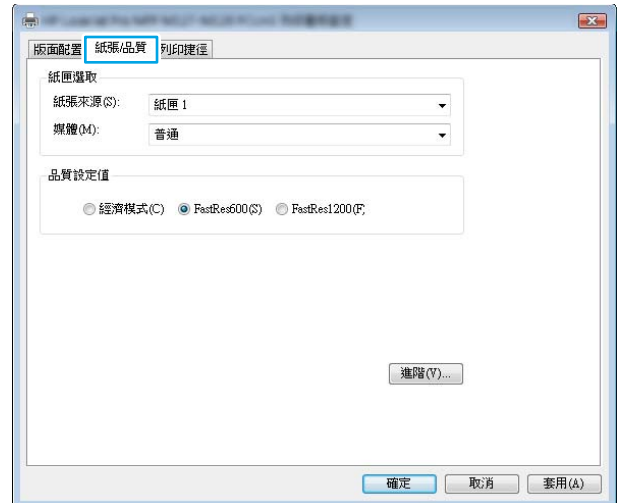 版面配置 紙張/品質 列印捷徑
紙匣選取
紙張來源(S): 紙匣 1
媒體(M): 普通
品質設定值
經濟模式(C) FastRes600(S) FastRes1200(F)
進階(V)...
確定 取消 套用(A)